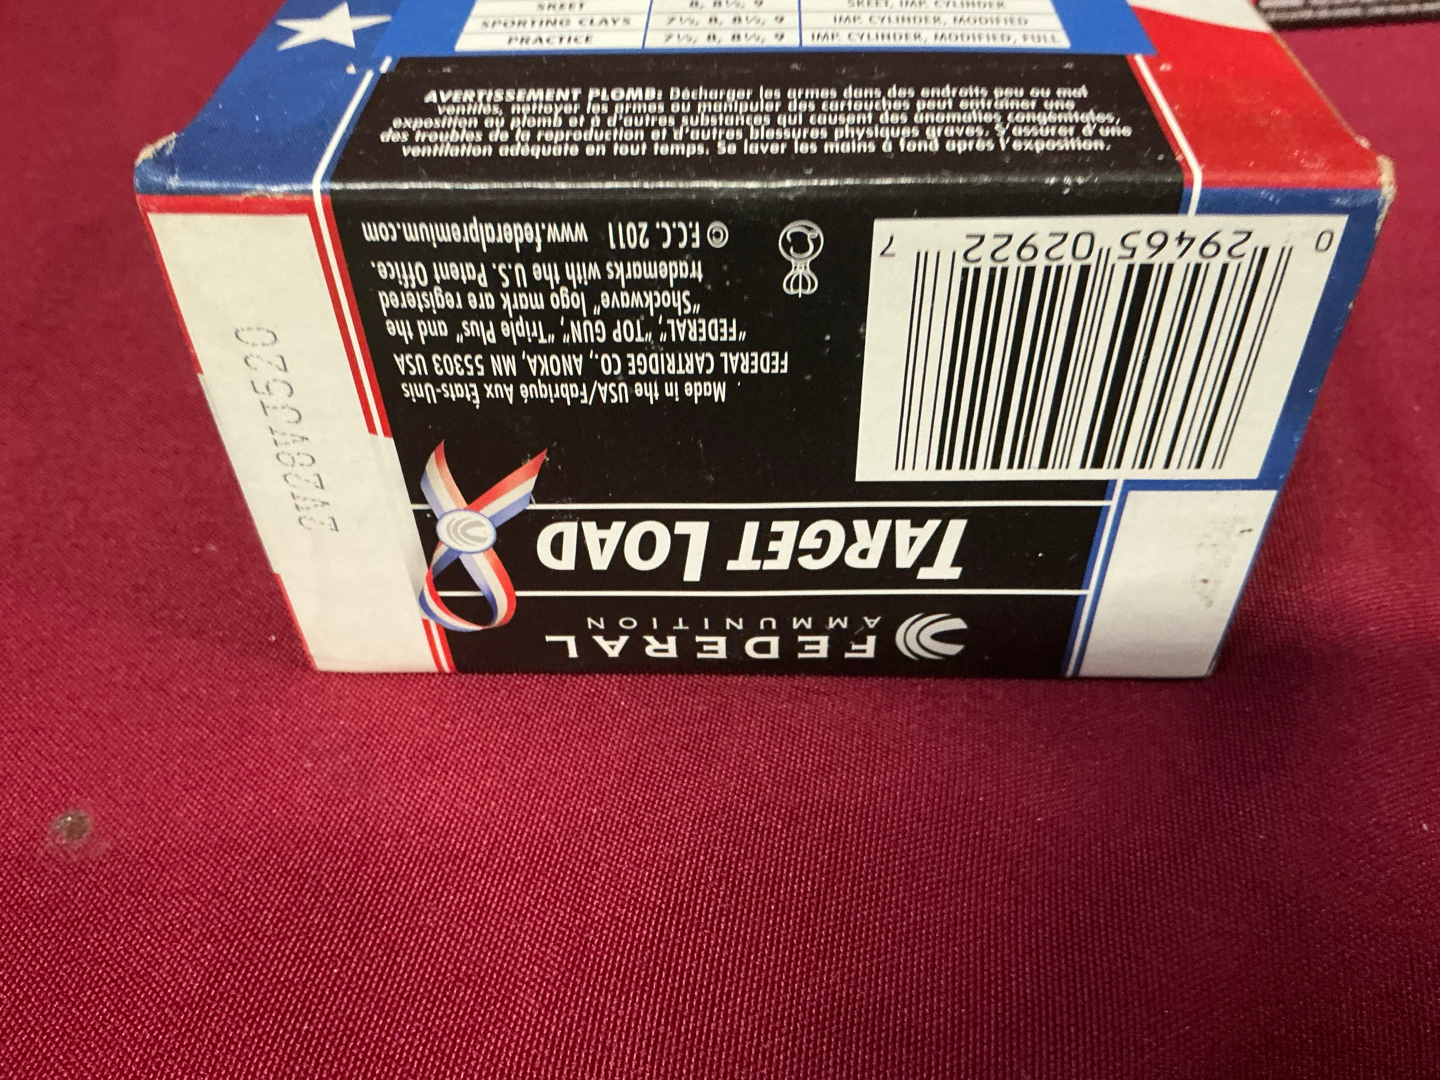 SKEET 8, 8½, 9 SKEET, IMP. CYLINDER
SPORTING CLAYS 7½, 8, 8½, 9 IMP. CYLINDER, MODIFIED
PRACTICE 7½, 8, 8½, 9 IMP. CYLINDER, MODIFIED, FULL
AVERTISSEMENT PLOMB: Décharger les armes dans des endroits peu ou mal
ventilés, nettoyer les armes ou manipuler des cartouches peut entraîner une
exposition au plomb et à d'autres substances qui causent des anomalies congénitales,
des troubles de la reproduction et d'autres blessures physiques graves. S'assurer d'une
ventilation adéquate en tout temps. Se laver les mains à fond après l'exposition.
FEDERAL
AMMUNITION
TARGET LOAD
Made in the USA/Fabriqué Aux États-Unis
FEDERAL CARTRIDGE CO., ANOKA, MN 55303 USA
"FEDERAL", "TOP GUN", "Triple Plus" and the
"Shockwave" logo mark are registered
trademarks with the U.S. Patent Office.
© F.C.C. 2011 www.federalpremium.com
0 29465 02922 7
2V28VJ520